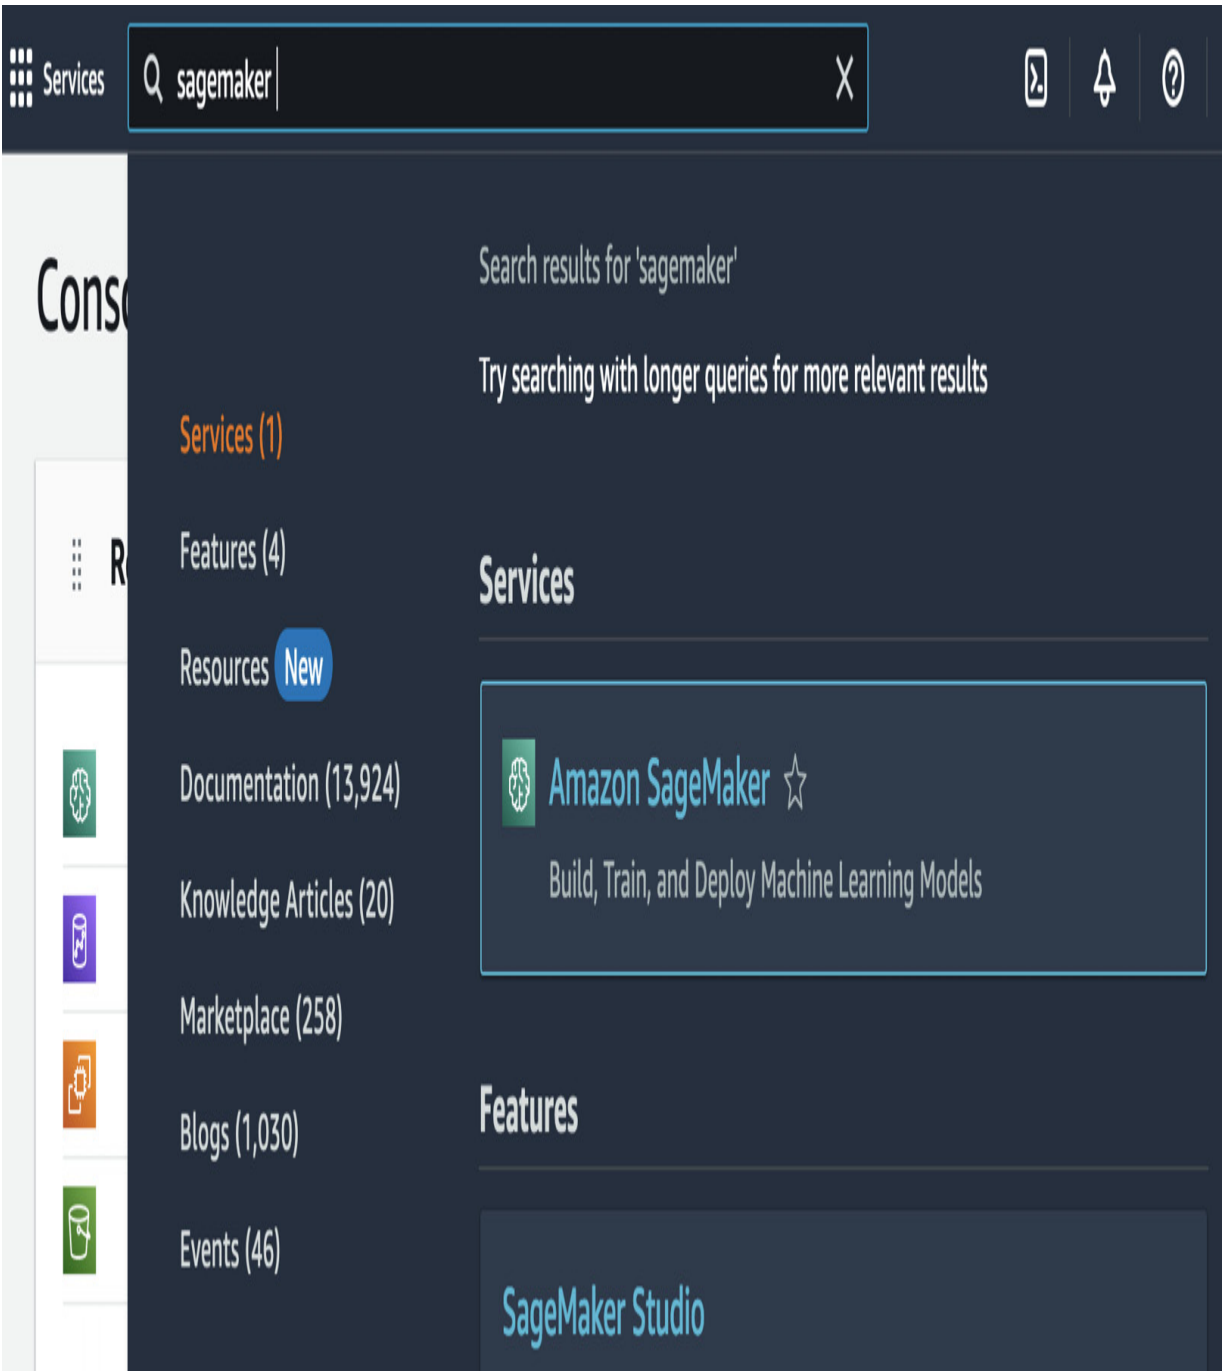 Services
sagemaker
Search results for 'sagemaker'
Try searching with longer queries for more relevant results
Services (1)
Features (4)
Resources New
Documentation (13,924)
Knowledge Articles (20)
Marketplace (258)
Blogs (1,030)
Events (46)
Services
Amazon SageMaker
Build, Train, and Deploy Machine Learning Models
Features
SageMaker Studio